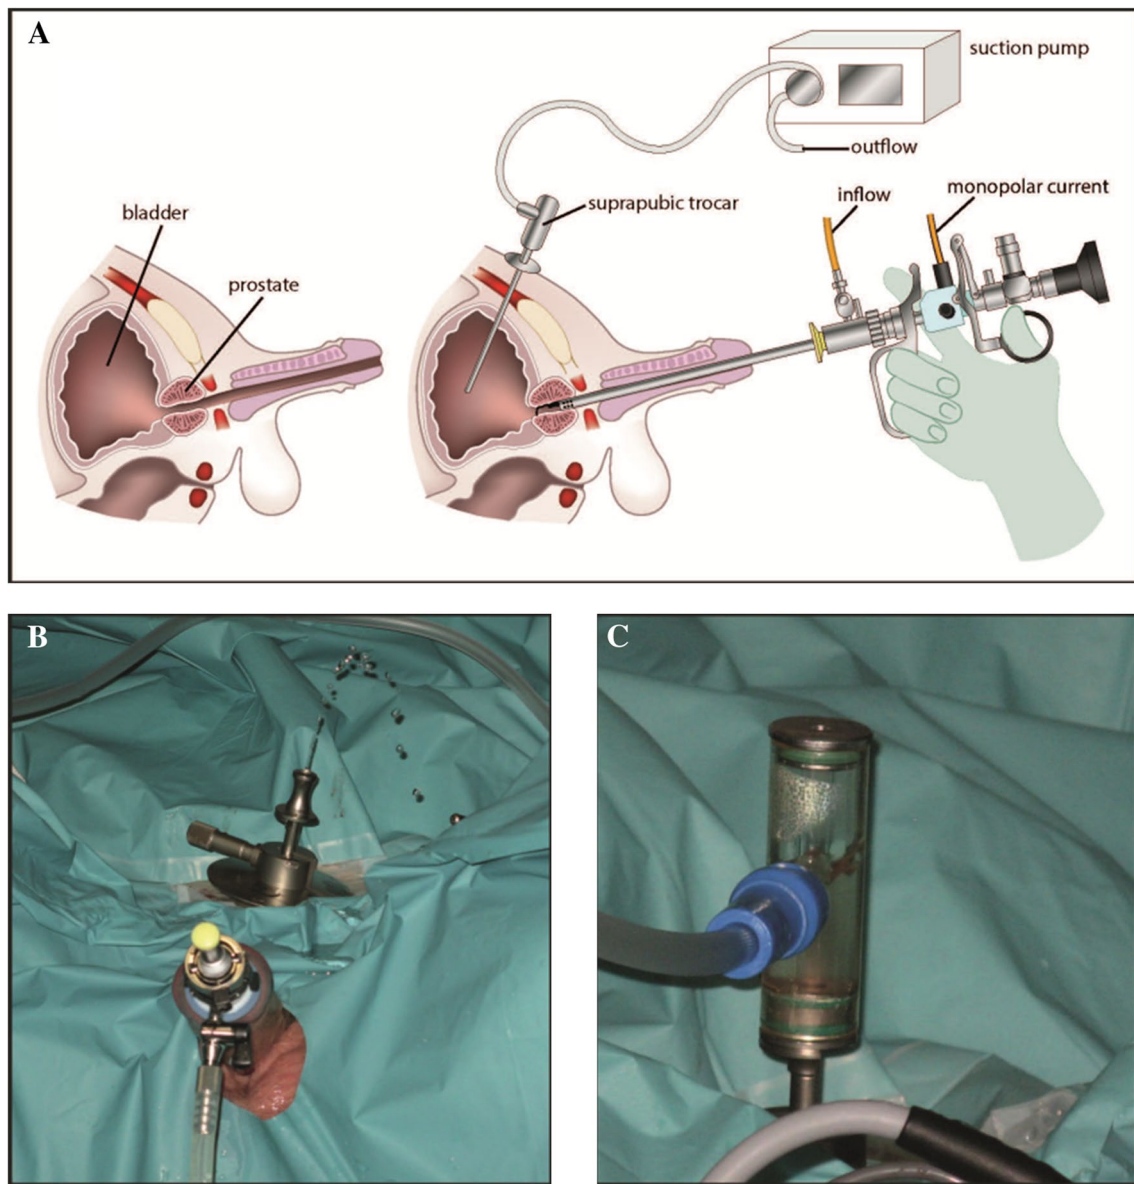 A
suction pump
outflow
bladder
suprapubic trocar
inflow
monopolar current
prostate
B
C